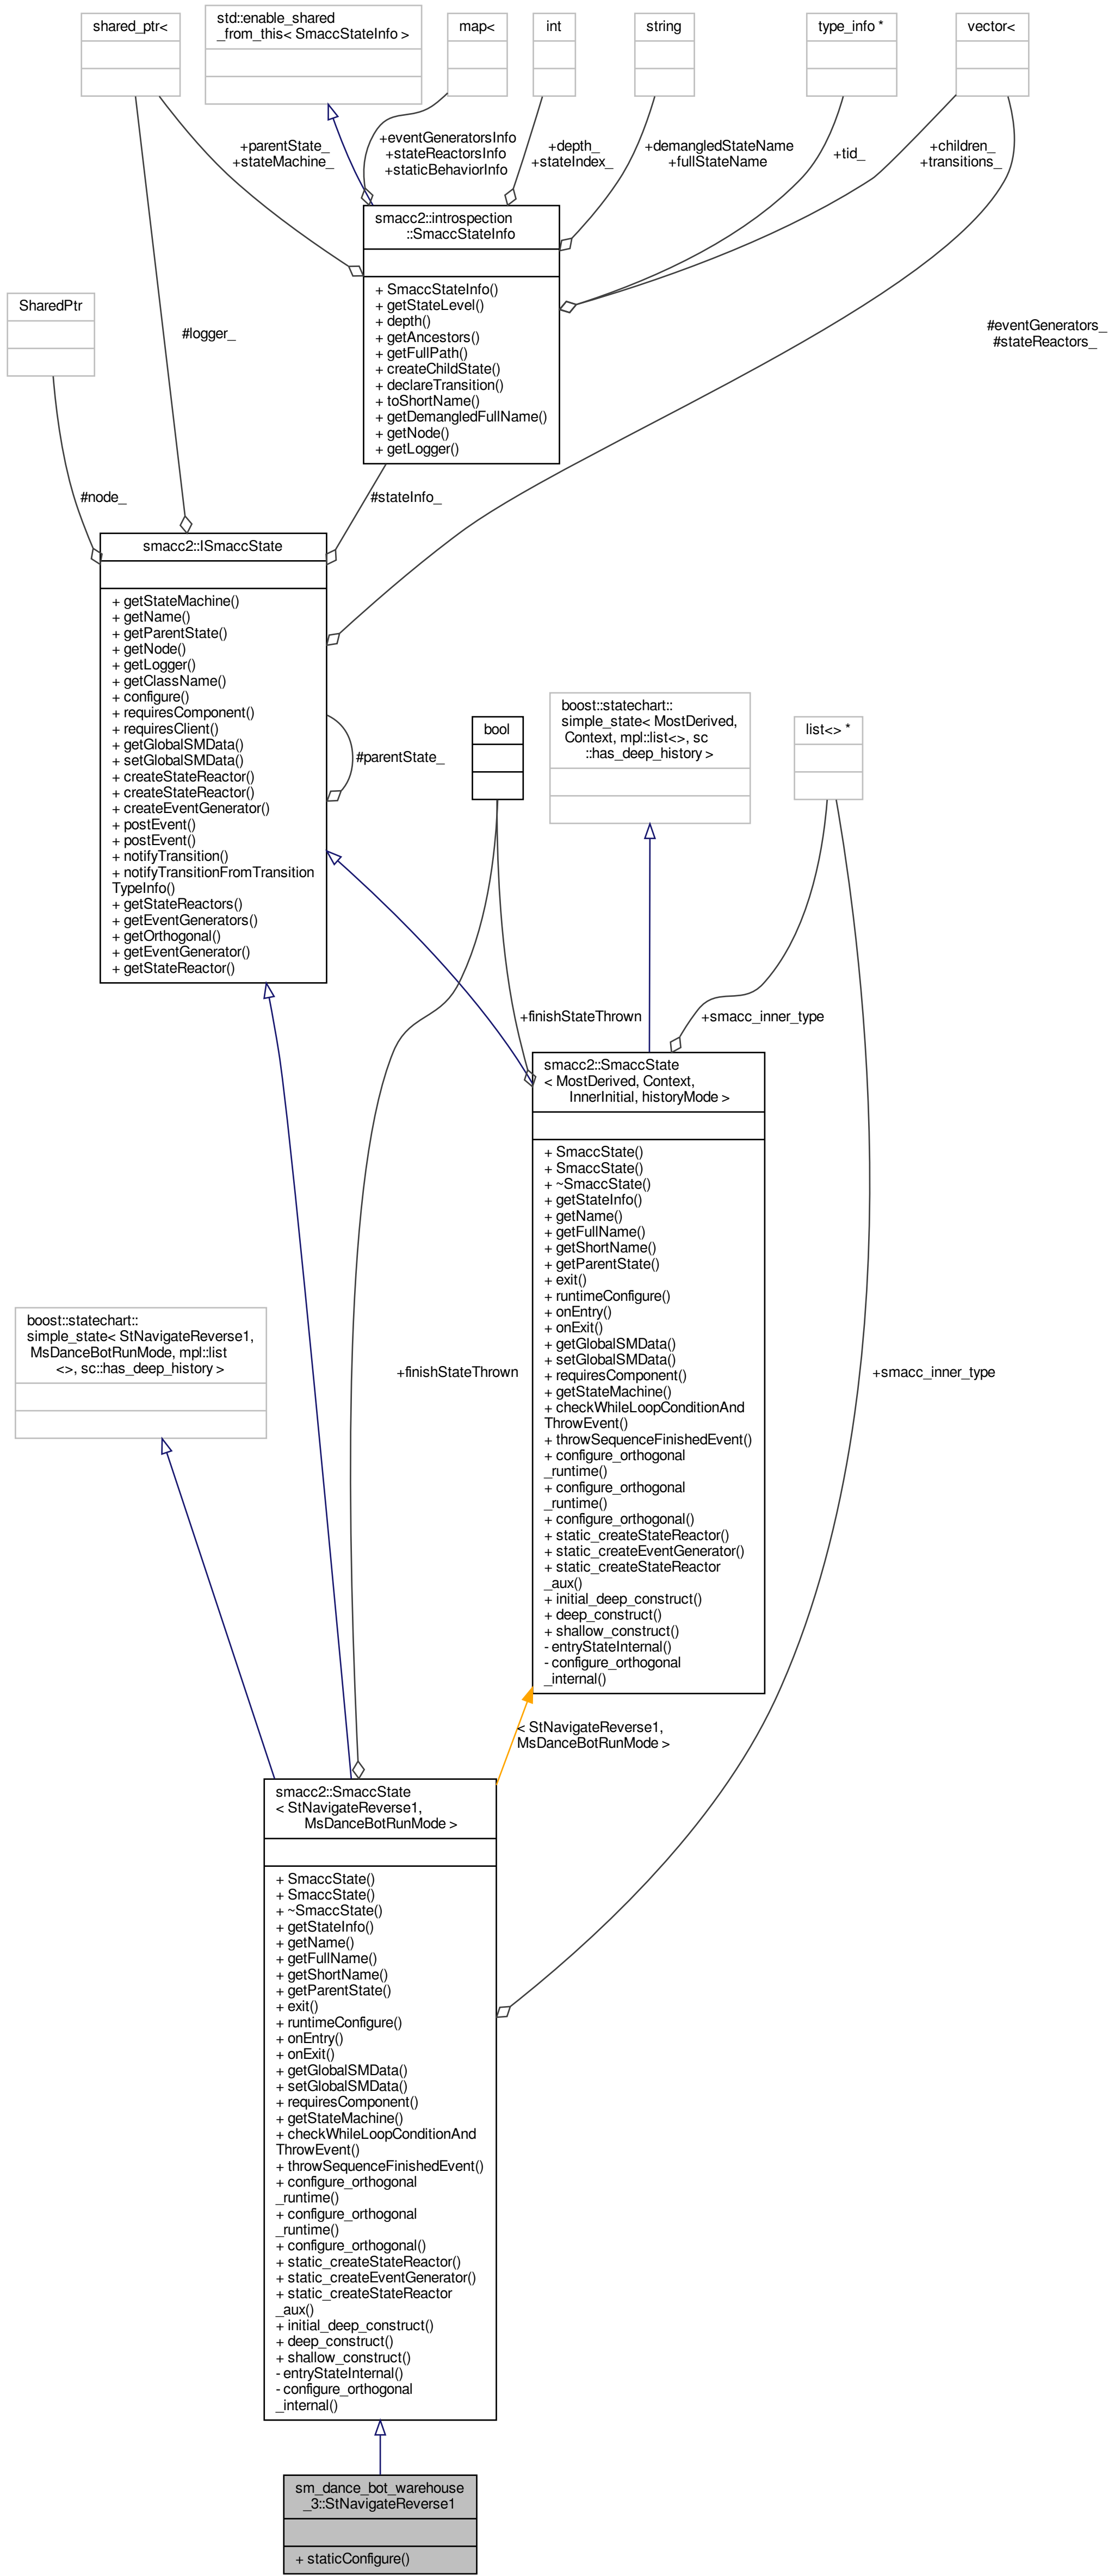 shared_ptr<
std::enable_shared
_from_this< SmaccStateInfo >
map<
int
string
type_info *
vector<
+parentState_
+stateMachine_
+eventGeneratorsInfo
+stateReactorsInfo
+staticBehaviorInfo
+depth_
+stateIndex_
+demangledStateName
+fullStateName
+tid_
+children_
+transitions_
smacc2::introspection
::SmaccStateInfo
+ SmaccStateInfo()
+ getStateLevel()
+ depth()
+ getAncestors()
+ getFullPath()
+ createChildState()
+ declareTransition()
+ toShortName()
+ getDemangledFullName()
+ getNode()
+ getLogger()
SharedPtr
#logger_
#eventGenerators_
#stateReactors_
#node_
#stateInfo_
smacc2::ISmaccState
+ getStateMachine()
+ getName()
+ getParentState()
+ getNode()
+ getLogger()
+ getClassName()
+ configure()
+ requiresComponent()
+ requiresClient()
+ getGlobalSMData()
+ setGlobalSMData()
+ createStateReactor()
+ createStateReactor()
+ createEventGenerator()
+ postEvent()
+ postEvent()
+ notifyTransition()
+ notifyTransitionFromTransition
TypeInfo()
+ getStateReactors()
+ getEventGenerators()
+ getOrthogonal()
+ getEventGenerator()
+ getStateReactor()
#parentState_
bool
boost::statechart::
simple_state< MostDerived,
Context, mpl::list<>, sc
::has_deep_history >
list<> *
+finishStateThrown
+smacc_inner_type
smacc2::SmaccState
< MostDerived, Context,
InnerInitial, historyMode >
+ SmaccState()
+ SmaccState()
+ ~SmaccState()
+ getStateInfo()
+ getName()
+ getFullName()
+ getShortName()
+ getParentState()
+ exit()
+ runtimeConfigure()
+ onEntry()
+ onExit()
+ getGlobalSMData()
+ setGlobalSMData()
+ requiresComponent()
+ getStateMachine()
+ checkWhileLoopConditionAnd
ThrowEvent()
+ throwSequenceFinishedEvent()
+ configure_orthogonal
_runtime()
+ configure_orthogonal
_runtime()
+ configure_orthogonal()
+ static_createStateReactor()
+ static_createEventGenerator()
+ static_createStateReactor
_aux()
+ initial_deep_construct()
+ deep_construct()
+ shallow_construct()
- entryStateInternal()
- configure_orthogonal
_internal()
boost::statechart::
simple_state< StNavigateReverse1,
MsDanceBotRunMode, mpl::list
<>, sc::has_deep_history >
+finishStateThrown
+smacc_inner_type
< StNavigateReverse1,
MsDanceBotRunMode >
smacc2::SmaccState
< StNavigateReverse1,
MsDanceBotRunMode >
+ SmaccState()
+ SmaccState()
+ ~SmaccState()
+ getStateInfo()
+ getName()
+ getFullName()
+ getShortName()
+ getParentState()
+ exit()
+ runtimeConfigure()
+ onEntry()
+ onExit()
+ getGlobalSMData()
+ setGlobalSMData()
+ requiresComponent()
+ getStateMachine()
+ checkWhileLoopConditionAnd
ThrowEvent()
+ throwSequenceFinishedEvent()
+ configure_orthogonal
_runtime()
+ configure_orthogonal
_runtime()
+ configure_orthogonal()
+ static_createStateReactor()
+ static_createEventGenerator()
+ static_createStateReactor
_aux()
+ initial_deep_construct()
+ deep_construct()
+ shallow_construct()
- entryStateInternal()
- configure_orthogonal
_internal()
sm_dance_bot_warehouse
_3::StNavigateReverse1
+ staticConfigure()